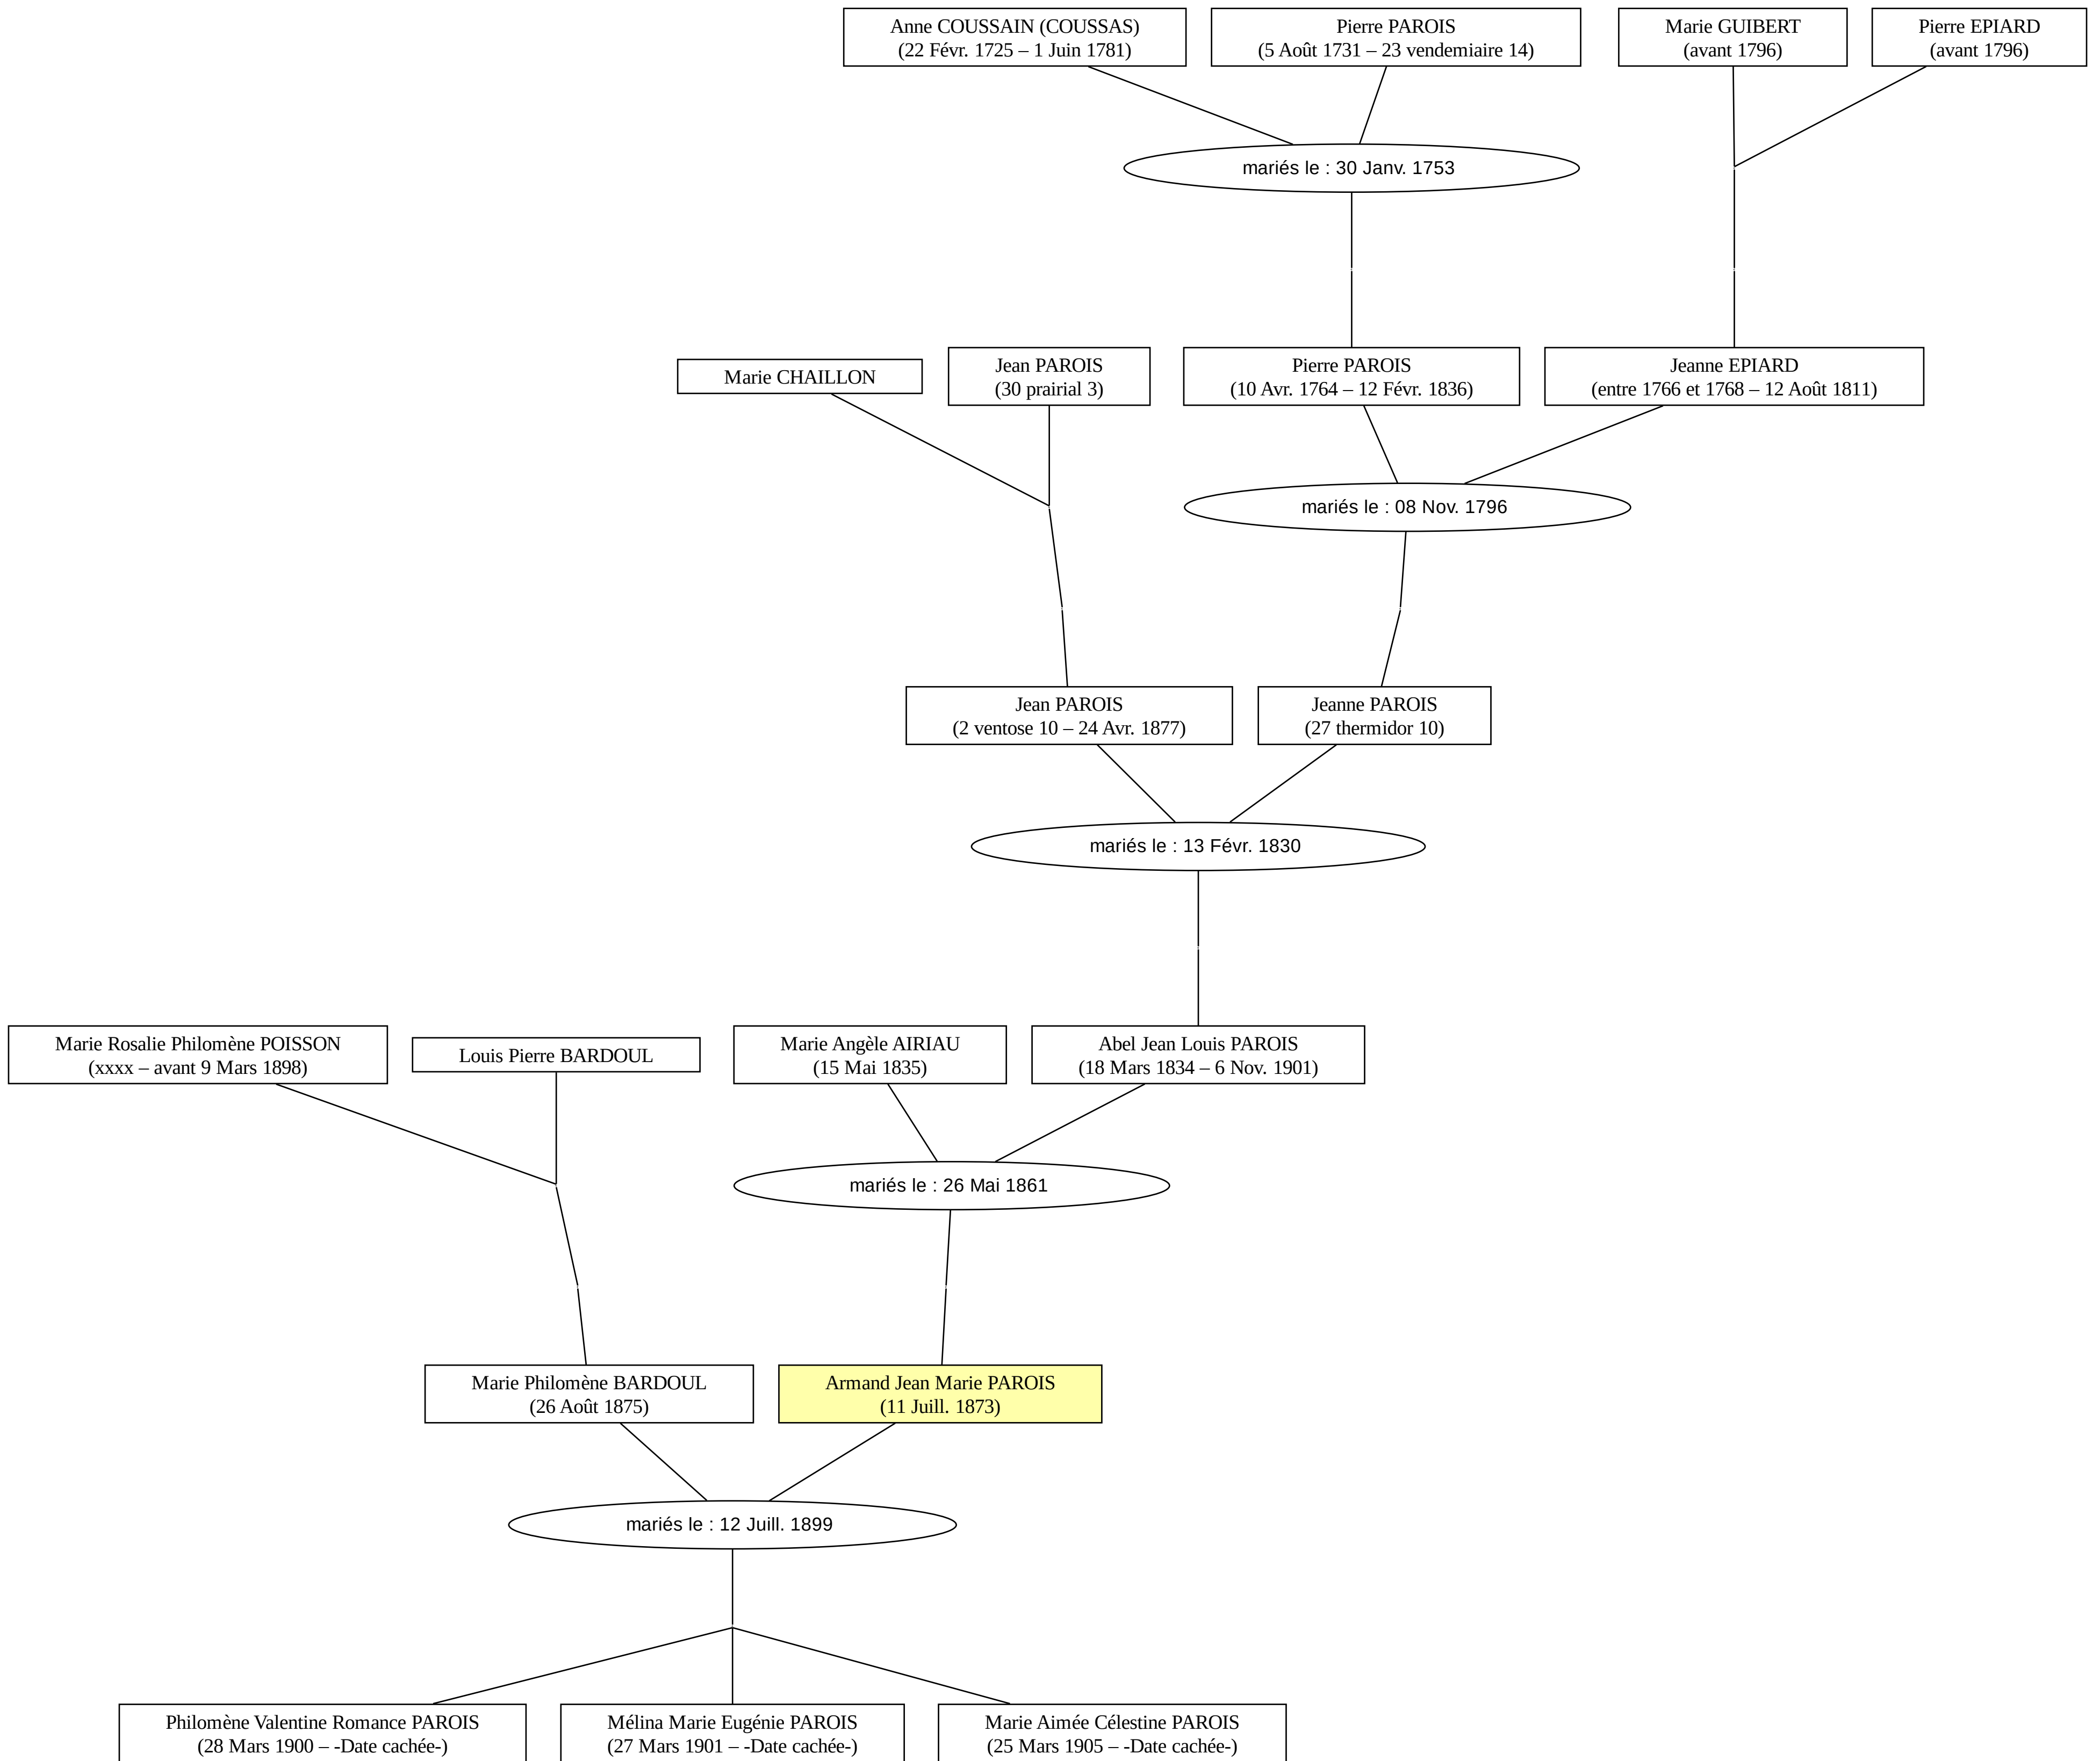 Anne COUSSAIN (COUSSAS)
(22 Févr. 1725 – 1 Juin 1781)
Pierre PAROIS
(5 Août 1731 – 23 vendemiaire 14)
Marie GUIBERT
(avant 1796)
Pierre EPIARD
(avant 1796)
mariés le : 30 Janv. 1753
Marie CHAILLON
Jean PAROIS
(30 prairial 3)
Pierre PAROIS
(10 Avr. 1764 – 12 Févr. 1836)
Jeanne EPIARD
(entre 1766 et 1768 – 12 Août 1811)
mariés le : 08 Nov. 1796
Jean PAROIS
(2 ventose 10 – 24 Avr. 1877)
Jeanne PAROIS
(27 thermidor 10)
mariés le : 13 Févr. 1830
Marie Rosalie Philomène POISSON
(xxxx – avant 9 Mars 1898)
Louis Pierre BARDOUL
Marie Angèle AIRIAU
(15 Mai 1835)
Abel Jean Louis PAROIS
(18 Mars 1834 – 6 Nov. 1901)
mariés le : 26 Mai 1861
Marie Philomène BARDOUL
(26 Août 1875)
Armand Jean Marie PAROIS
(11 Juill. 1873)
mariés le : 12 Juill. 1899
Philomène Valentine Romance PAROIS
(28 Mars 1900 – -Date cachée-)
Mélina Marie Eugénie PAROIS
(27 Mars 1901 – -Date cachée-)
Marie Aimée Célestine PAROIS
(25 Mars 1905 – -Date cachée-)